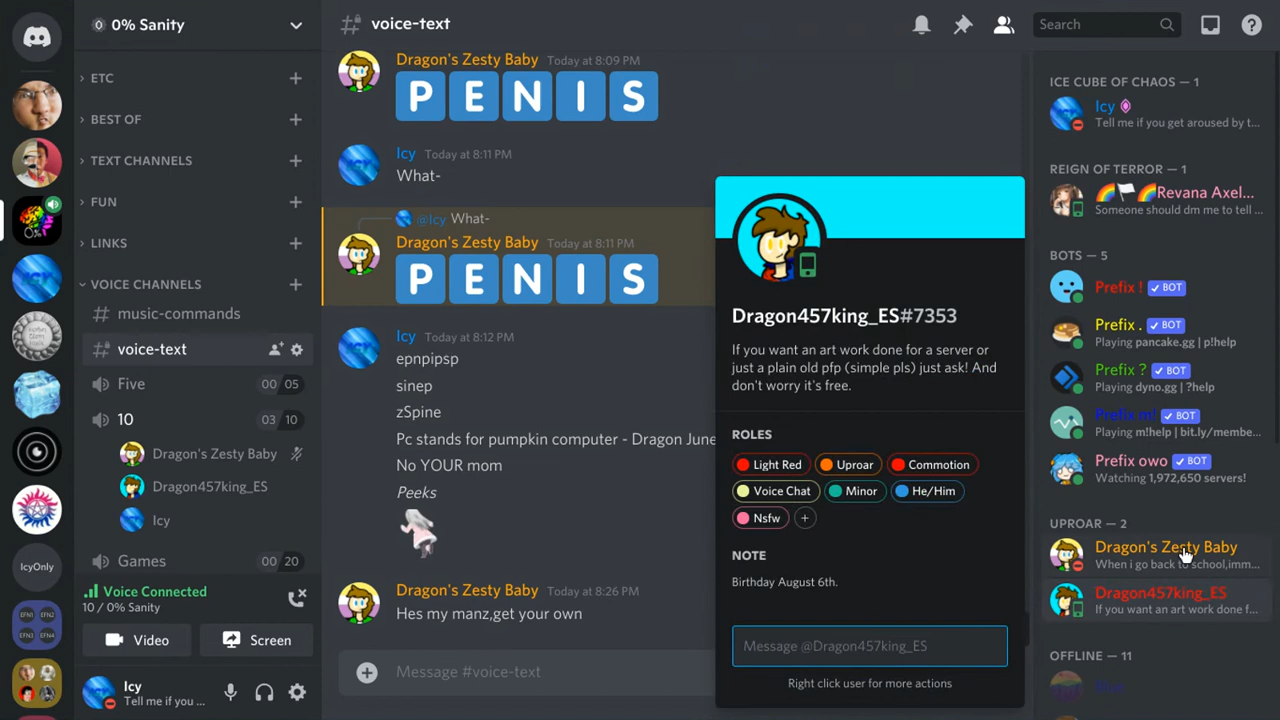 0% Sanity
ETC
BEST OF
TEXT CHANNELS
FUN
LINKS
VOICE CHANNELS
music-commands
voice-text
Five 00 05
10 03 10
Dragon's Zesty Baby
Dragon457king_ES
Icy
Games 00 20
IcyOnly
EFN1 EFN2
EFN3 EFN4
Voice Connected
10 / 0% Sanity
Video
Screen
Icy
Tell me if you ...
voice-text
Search
Dragon's Zesty Baby Today at 8:09 PM
P E N I S
Icy Today at 8:11 PM
What-
@Icy What-
Dragon's Zesty Baby Today at 8:11 PM
P E N I S
Icy Today at 8:12 PM
epnpipsp
sinep
zSpine
Pc stands for pumpkin computer - Dragon June
No YOUR mom
Peeks
Dragon's Zesty Baby Today at 8:26 PM
Hes my manz,get your own
Message #voice-text
Dragon457king_ES#7353
If you want an art work done for a server or
just a plain old pfp (simple pls) just ask! And
don't worry it's free.
ROLES
Light Red Uproar Commotion
Voice Chat Minor He/Him
Nsfw +
NOTE
Birthday August 6th.
Message @Dragon457king_ES
Right click user for more actions
ICE CUBE OF CHAOS — 1
Icy
Tell me if you get aroused by t...
REIGN OF TERROR — 1
Revana Axel...
Someone should dm me to tell ...
BOTS — 5
Prefix ! BOT
Prefix . BOT
Playing pancake.gg | p!help
Prefix ? BOT
Playing dyno.gg | ?help
Prefix m! BOT
Playing m!help | bit.ly/membe...
Prefix owo BOT
Watching 1,972,650 servers!
UPROAR — 2
Dragon's Zesty Baby
When i go back to school,imm...
Dragon457king_ES
If you want an art work done f...
OFFLINE — 11